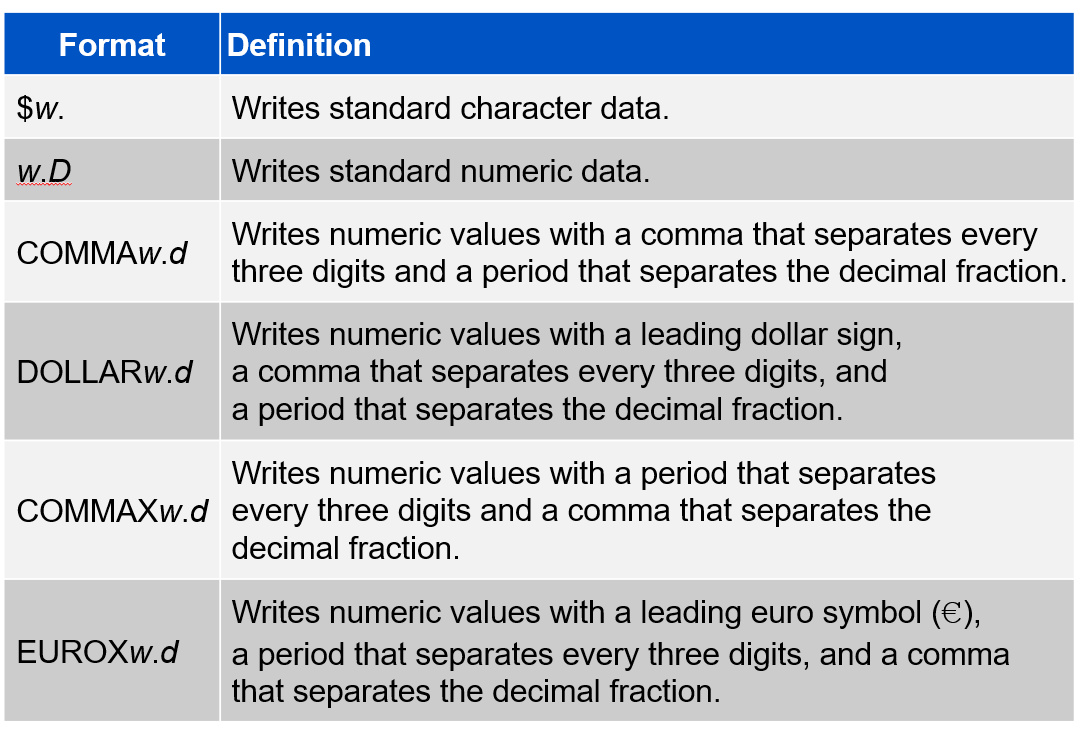 Format Definition
$w. Writes standard character data.
w.D Writes standard numeric data.
COMMAw.d Writes numeric values with a comma that separates every
three digits and a period that separates the decimal fraction.
DOLLARw.d Writes numeric values with a leading dollar sign,
a comma that separates every three digits, and
a period that separates the decimal fraction.
COMMAXw.d Writes numeric values with a period that separates
every three digits and a comma that separates the
decimal fraction.
EUROXw.d Writes numeric values with a leading euro symbol (€),
a period that separates every three digits, and a comma
that separates the decimal fraction.